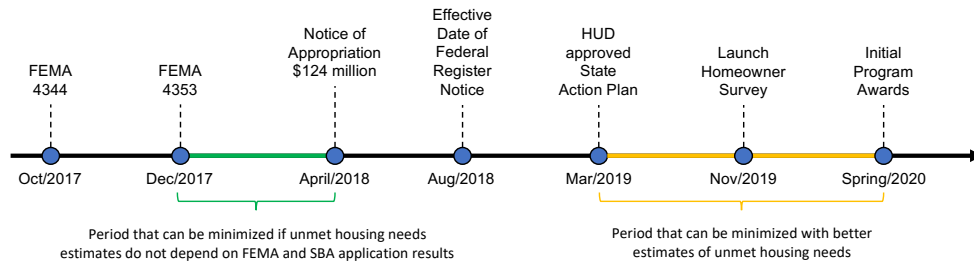 FEMA
4344
FEMA
4353
Notice of
Appropriation
$124 million
Effective
Date of
Federal
Register
Notice
HUD
approved
State
Action Plan
Launch
Homeowner
Survey
Initial
Program
Awards
Oct/2017
Dec/2017
April/2018
Aug/2018
Mar/2019
Nov/2019
Spring/2020
Period that can be minimized if unmet housing needs
estimates do not depend on FEMA and SBA application results
Period that can be minimized with better
estimates of unmet housing needs